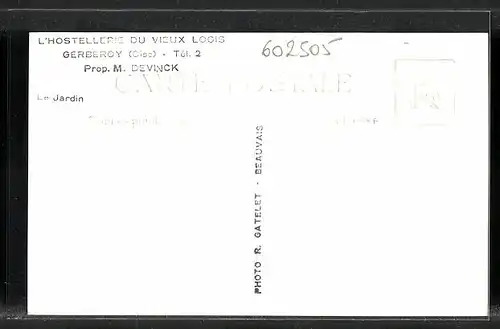 L'HOSTELLERIE DU VIEUX LOGIS
GERBEROY (Oise) - Tél. 2
Prop. M. DEVINCK
Le Jardin
602505
CARTE POSTALE
PHOTO R. GATELET - BEAUVAIS